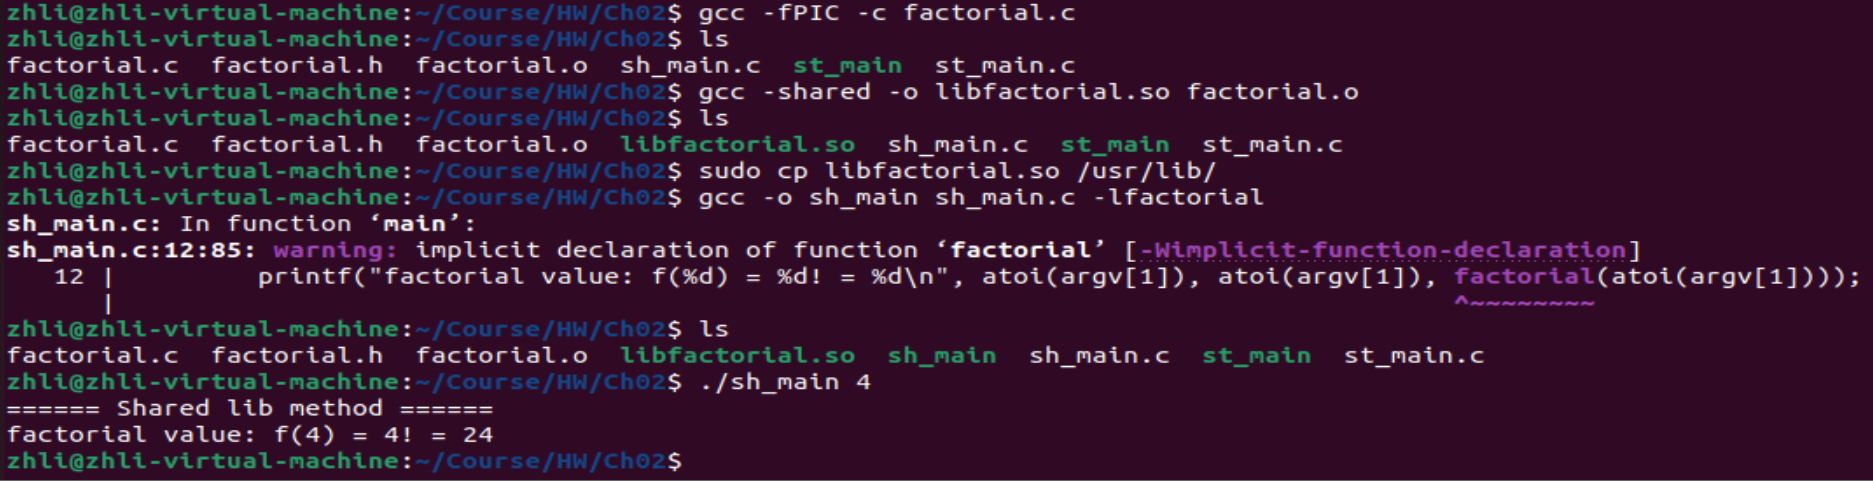 zhli@zhli-virtual-machine:~/Course/HW/Ch02$ gcc -fPIC -c factorial.c
zhli@zhli-virtual-machine:~/Course/HW/Ch02$ ls
factorial.c  factorial.h  factorial.o  sh_main.c  st_main  st_main.c
zhli@zhli-virtual-machine:~/Course/HW/Ch02$ gcc -shared -o libfactorial.so factorial.o
zhli@zhli-virtual-machine:~/Course/HW/Ch02$ ls
factorial.c  factorial.h  factorial.o  libfactorial.so  sh_main.c  st_main  st_main.c
zhli@zhli-virtual-machine:~/Course/HW/Ch02$ sudo cp libfactorial.so /usr/lib/
zhli@zhli-virtual-machine:~/Course/HW/Ch02$ gcc -o sh_main sh_main.c -lfactorial
sh_main.c: In function ‘main’:
sh_main.c:12:85: warning: implicit declaration of function ‘factorial’ [-Wimplicit-function-declaration]
   12 |         printf("factorial value: f(%d) = %d! = %d\n", atoi(argv[1]), atoi(argv[1]), factorial(atoi(argv[1])));
      |                                                                                     ^~~~~~~~~
zhli@zhli-virtual-machine:~/Course/HW/Ch02$ ls
factorial.c  factorial.h  factorial.o  libfactorial.so  sh_main  sh_main.c  st_main  st_main.c
zhli@zhli-virtual-machine:~/Course/HW/Ch02$ ./sh_main 4
====== Shared lib method ======
factorial value: f(4) = 4! = 24
zhli@zhli-virtual-machine:~/Course/HW/Ch02$